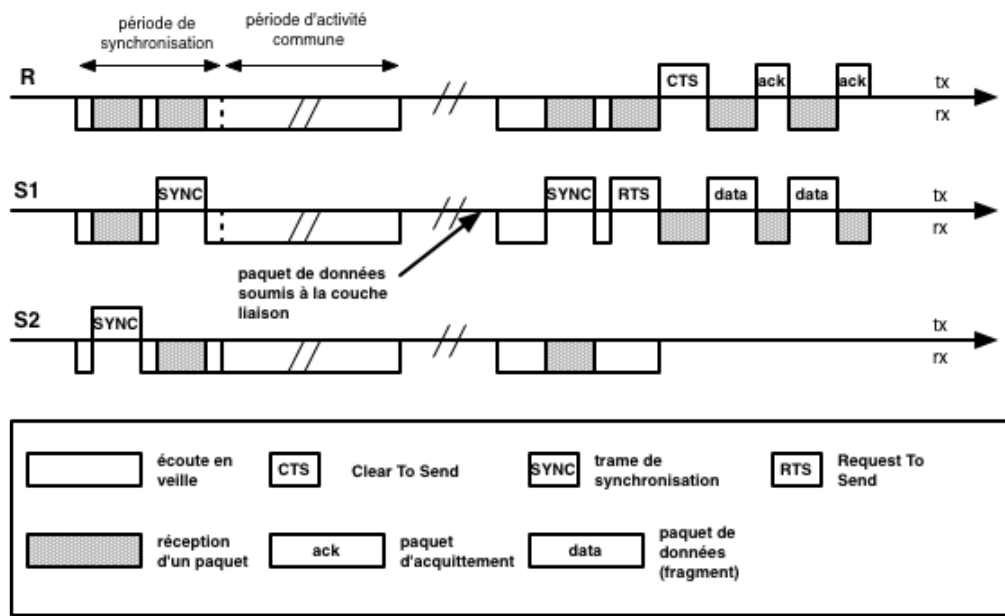 période de
synchronisation
période d'activité
commune
R
CTS
ack
ack
tx
rx
S1
SYNC
SYNC
RTS
data
data
tx
rx
paquet de données
soumis à la couche
liaison
S2
SYNC
tx
rx
écoute en
veille
CTS
Clear To Send
SYNC
trame de
synchronisation
RTS
Request To
Send
réception
d'un paquet
ack
paquet
d'acquittement
data
paquet de
données
(fragment)